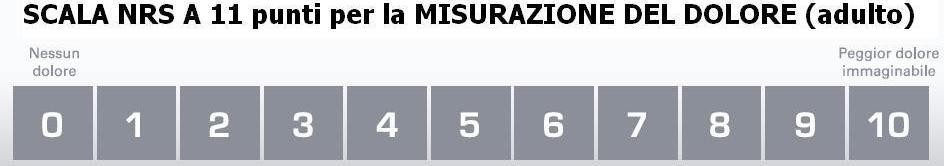 SCALA NRS A 11 punti per la MISURAZIONE DEL DOLORE (adulto)
Nessun
dolore
Peggior dolore
immaginabile
0 1 2 3 4 5 6 7 8 9 10